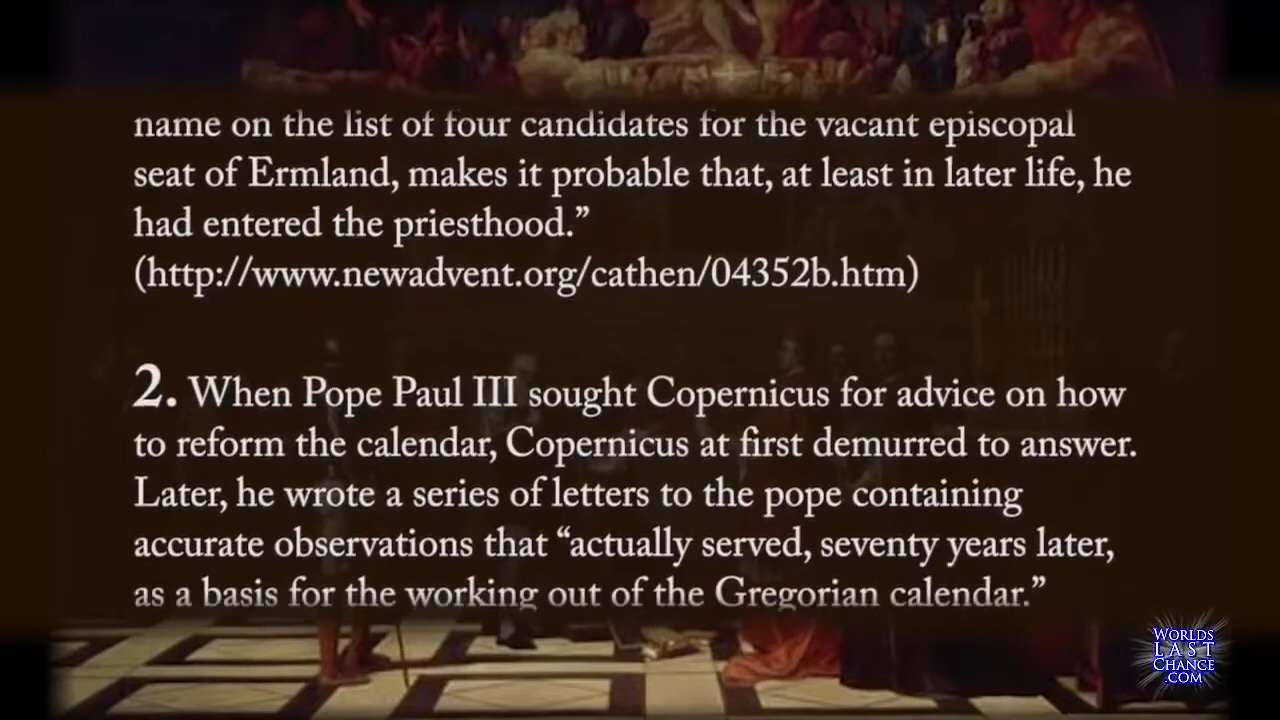 name on the list of four candidates for the vacant episcopal
seat of Ermland, makes it probable that, at least in later life, he
had entered the priesthood.”
(http://www.newadvent.org/cathen/04352b.htm)
2. When Pope Paul III sought Copernicus for advice on how
to reform the calendar, Copernicus at first demurred to answer.
Later, he wrote a series of letters to the pope containing
accurate observations that “actually served, seventy years later,
as a basis for the working out of the Gregorian calendar.”
WORLDS
LAST
CHANCE
.COM